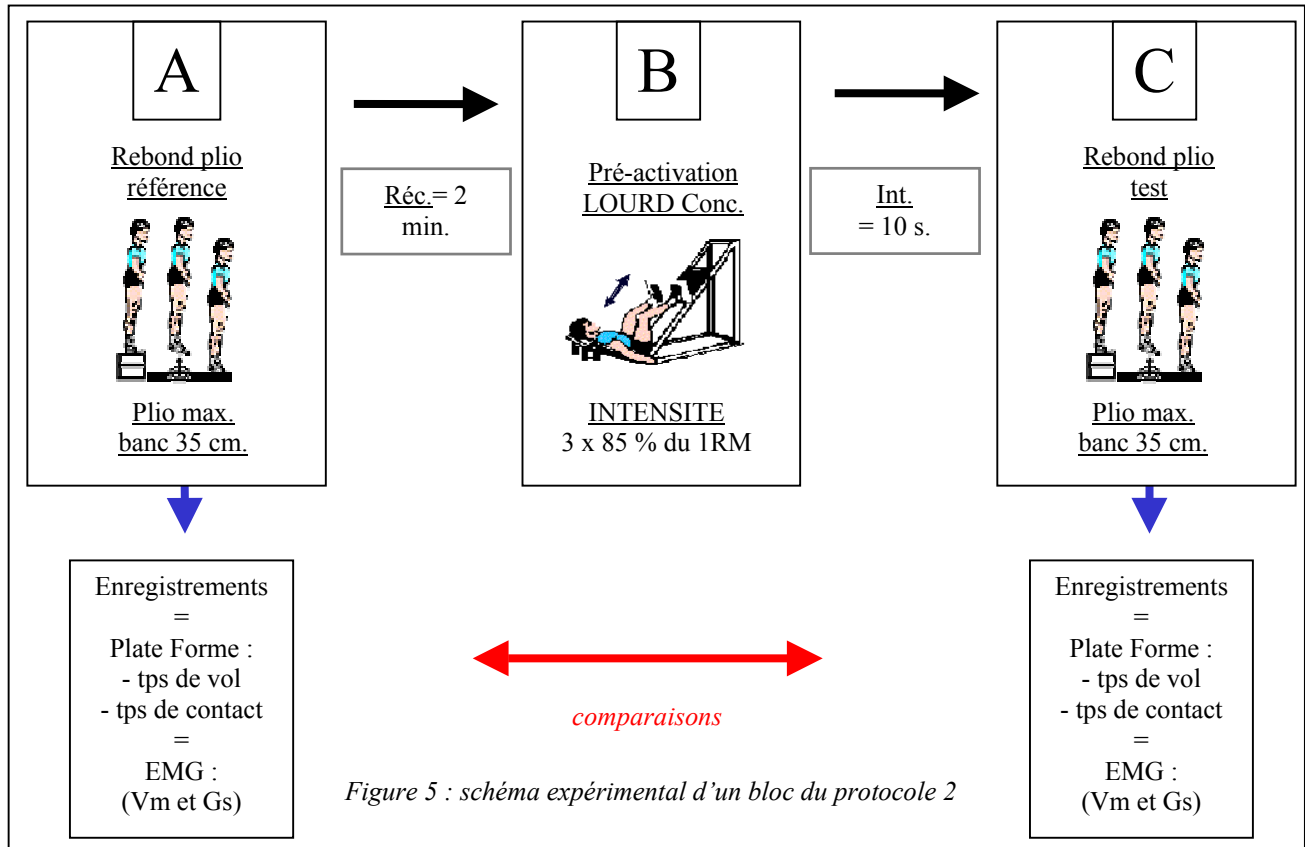 A
Rebond plio
référence
Plio max.
banc 35 cm.
Réc.= 2
min.
B
Pré-activation
LOURD Conc.
INTENSITE
3 x 85 % du 1RM
Int.
= 10 s.
C
Rebond plio
test
Plio max.
banc 35 cm.
Enregistrements
=
Plate Forme :
- tps de vol
- tps de contact
=
EMG :
(Vm et Gs)
comparaisons
Enregistrements
=
Plate Forme :
- tps de vol
- tps de contact
=
EMG :
(Vm et Gs)
Figure 5 : schéma expérimental d’un bloc du protocole 2